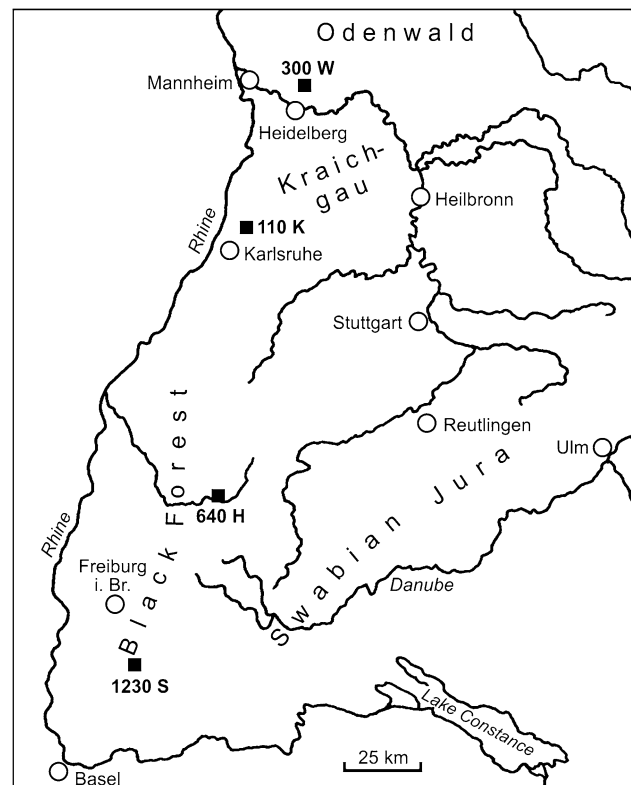 Odenwald
300 W
Mannheim
Heidelberg
Kraich-
gau
Heilbronn
Rhine
110 K
Karlsruhe
Stuttgart
Black Forest
Reutlingen
Ulm
Swabian Jura
640 H
Rhine
Freiburg
i. Br.
Danube
1230 S
Lake Constance
25 km
Basel